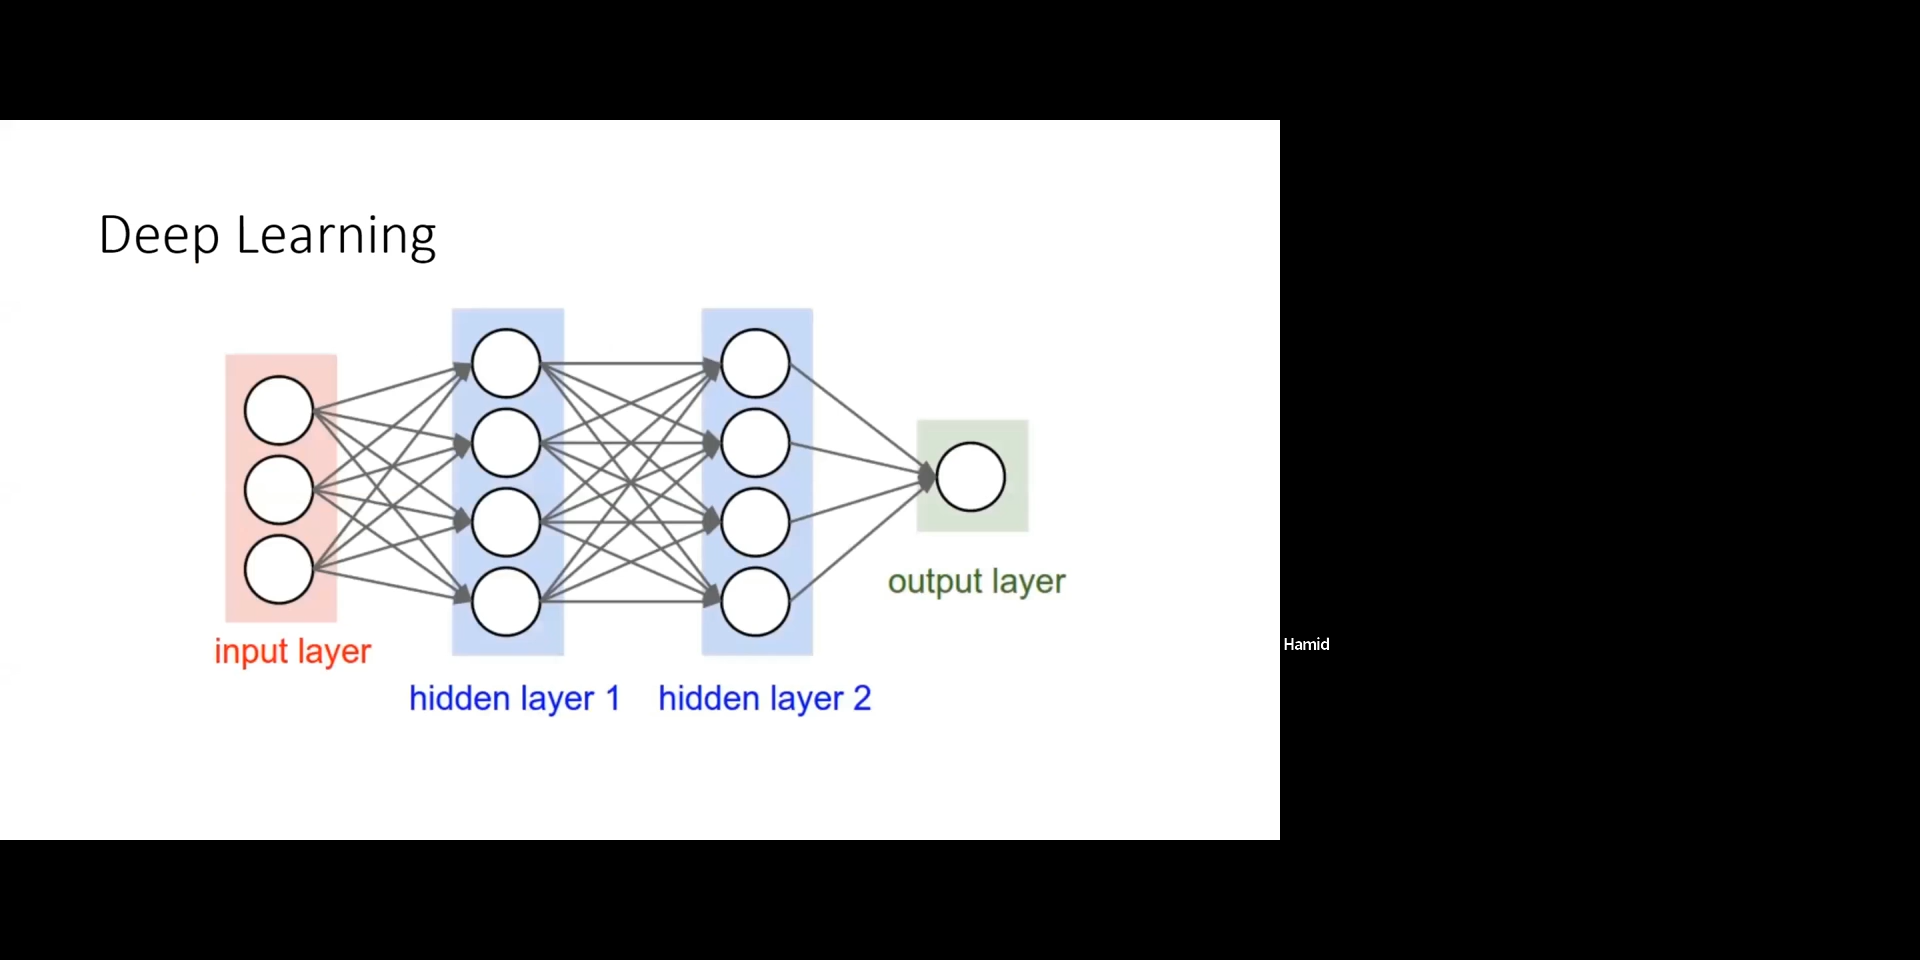 Deep Learning
input layer
hidden layer 1
hidden layer 2
output layer
Hamid